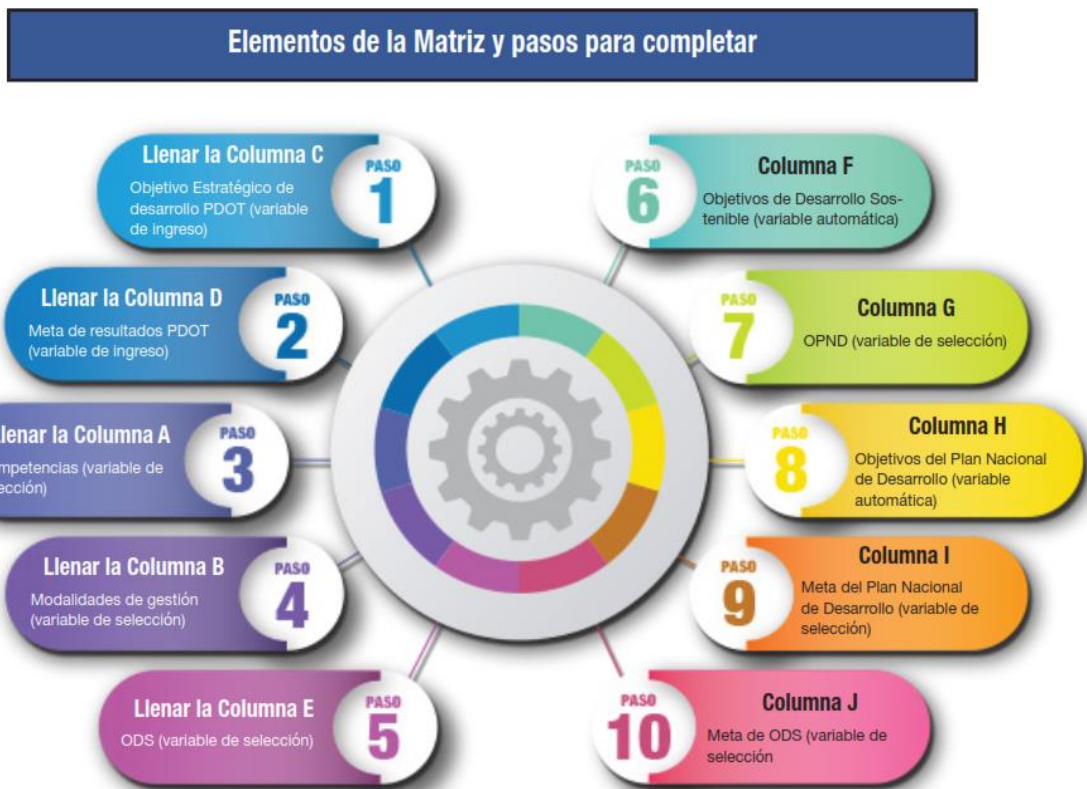 Elementos de la Matriz y pasos para completar
Llenar la Columna C
Objetivo Estratégico de
desarrollo PDOT (variable
de ingreso)
PASO
1
Llenar la Columna D
Meta de resultados PDOT
(variable de ingreso)
PASO
2
Llenar la Columna A
mpetencias (variable de
ección)
PASO
3
Llenar la Columna B
Modalidades de gestión
(variable de selección)
PASO
4
Llenar la Columna E
ODS (variable de selección)
PASO
5
PASO
6
Columna F
Objetivos de Desarrollo Sos-
tenible (variable automática)
PASO
7
Columna G
OPND (variable de selección)
PASO
8
Columna H
Objetivos del Plan Nacional
de Desarrollo (variable
automática)
PASO
9
Columna I
Meta del Plan Nacional
de Desarrollo (variable de
selección)
PASO
10
Columna J
Meta de ODS (variable de
selección